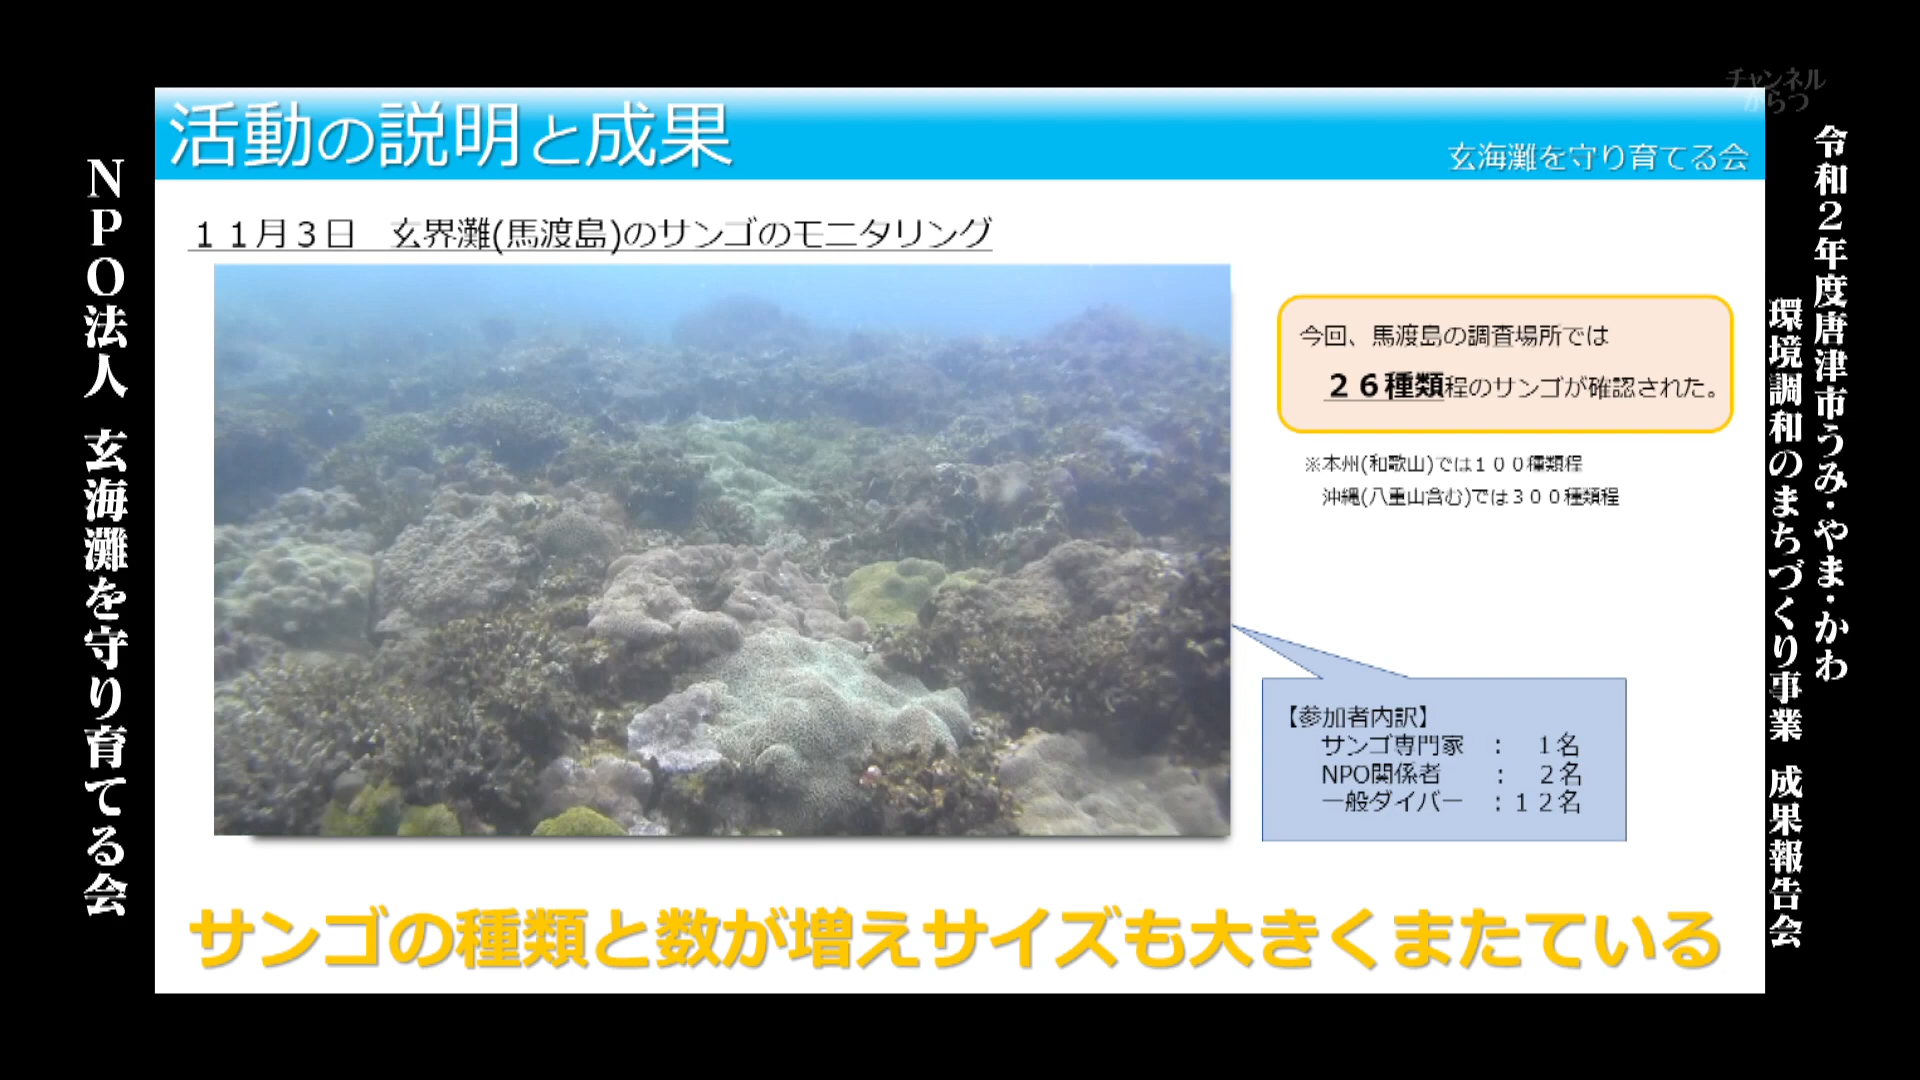 チャンネル
からつ
活動の説明と成果
玄海灘を守り育てる会
１１月３日　玄界灘(馬渡島)のサンゴのモニタリング
今回、馬渡島の調査場所では
２６種類程のサンゴが確認された。
※本州(和歌山)では１００種類程
沖縄(八重山含む)では３００種類程
【参加者内訳】
サンゴ専門家　：　１名
NPO関係者　：　２名
一般ダイバー　：１２名
サンゴの種類と数が増えサイズも大きくまたている
令和２年度唐津市うみ・やま・かわ
環境調和のまちづくり事業 成果報告会
NPO法人 玄海灘を守り育てる会